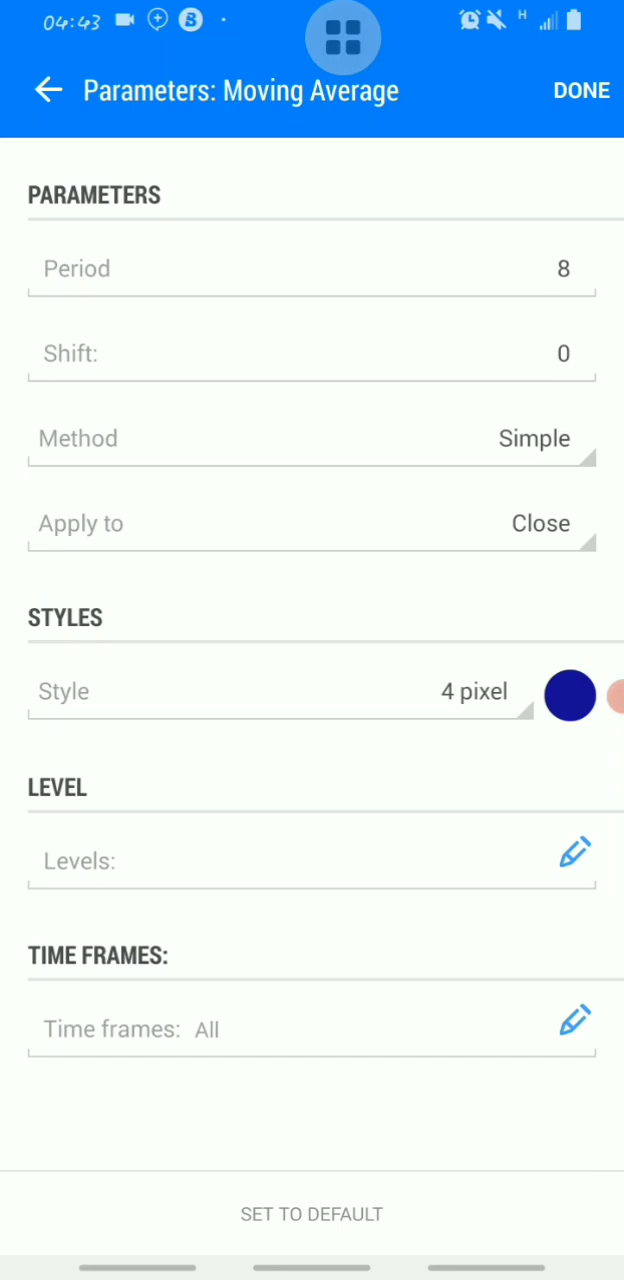 04:43 H
Parameters: Moving Average DONE
PARAMETERS
Period 8
Shift: 0
Method Simple
Apply to Close
STYLES
Style 4 pixel
LEVEL
Levels:
TIME FRAMES:
Time frames: All
SET TO DEFAULT